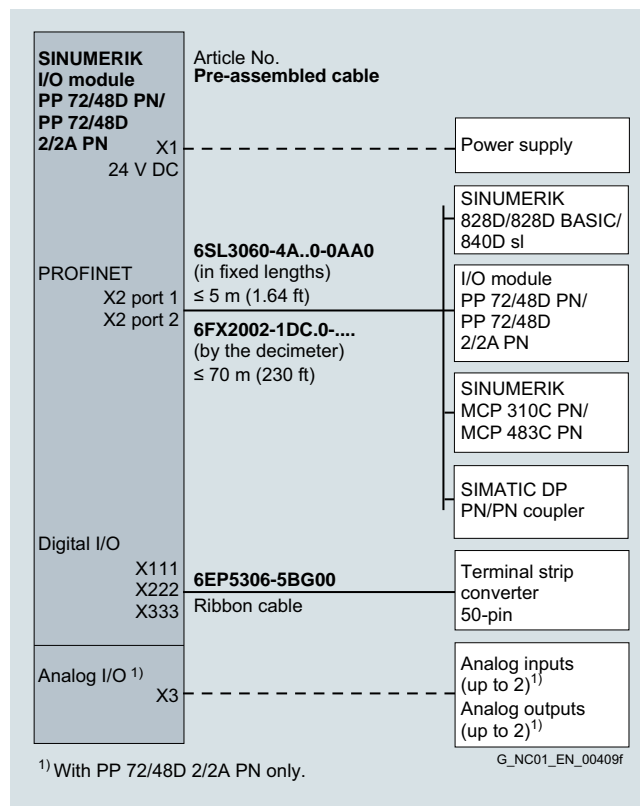 SINUMERIK
I/O module
PP 72/48D PN/
PP 72/48D
2/2A PN
X1
24 V DC
Article No.
Pre-assembled cable
Power supply
PROFINET
X2 port 1
X2 port 2
6SL3060-4A..0-0AA0
(in fixed lengths)
≤ 5 m (1.64 ft)
6FX2002-1DC.0-....
(by the decimeter)
≤ 70 m (230 ft)
SINUMERIK
828D/828D BASIC/
840D sl
I/O module
PP 72/48D PN/
PP 72/48D
2/2A PN
SINUMERIK
MCP 310C PN/
MCP 483C PN
SIMATIC DP
PN/PN coupler
Digital I/O
X111
X222
X333
6EP5306-5BG00
Ribbon cable
Terminal strip
converter
50-pin
Analog I/O 1)
X3
Analog inputs
(up to 2)1)
Analog outputs
(up to 2)1)
1) With PP 72/48D 2/2A PN only.
G_NC01_EN_00409f